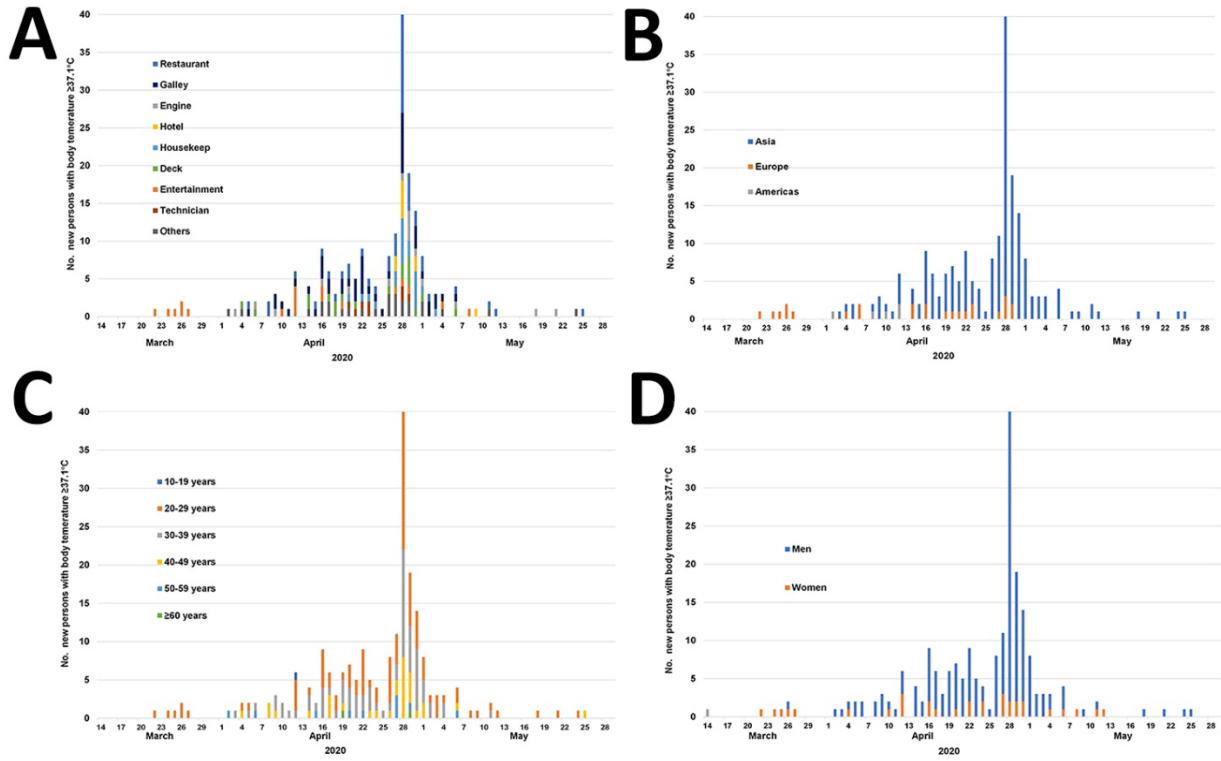 A
No. new persons with body temerature ≥37.1°C
40
35
30
25
20
15
10
5
0
Restaurant
Galley
Engine
Hotel
Housekeep
Deck
Entertainment
Technician
Others
14 17 20 23 26 29 1 4 7 10 13 16 19 22 25 28 1 4 7 10 13 16 19 22 25 28
March April May
2020
B
No. new persons with body temerature ≥37.1°C
40
35
30
25
20
15
10
5
0
Asia
Europe
Americas
14 17 20 23 26 29 1 4 7 10 13 16 19 22 25 28 1 4 7 10 13 16 19 22 25 28
March April May
2020
C
No. new persons with body temerature ≥37.1°C
40
35
30
25
20
15
10
5
0
10-19 years
20-29 years
30-39 years
40-49 years
50-59 years
≥60 years
14 17 20 23 26 29 1 4 7 10 13 16 19 22 25 28 1 4 7 10 13 16 19 22 25 28
March April May
2020
D
No. new persons with body temerature ≥37.1°C
40
35
30
25
20
15
10
5
0
Men
Women
14 17 20 23 26 29 1 4 7 10 13 16 19 22 25 28 1 4 7 10 13 16 19 22 25 28
March April May
2020